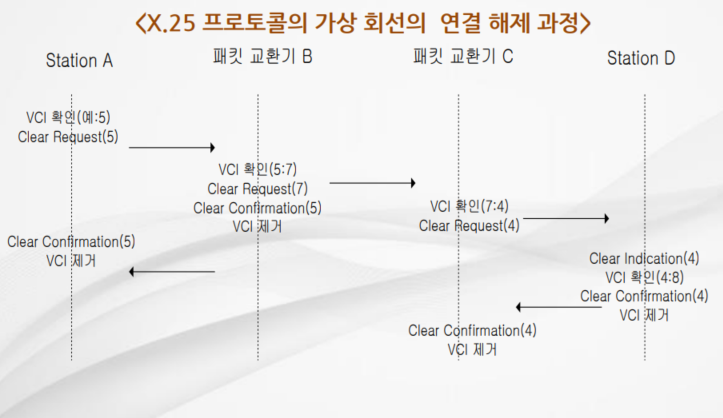 <X.25 프로토콜의 가상 회선의 연결 해제 과정>
Station A
패킷 교환기 B
패킷 교환기 C
Station D
VCI 확인(예:5)
Clear Request(5)
VCI 확인(5:7)
Clear Request(7)
Clear Confirmation(5)
VCI 제거
VCI 확인(7:4)
Clear Request(4)
Clear Confirmation(5)
VCI 제거
Clear Indication(4)
VCI 확인(4:8)
Clear Confirmation(4)
VCI 제거
Clear Confirmation(4)
VCI 제거